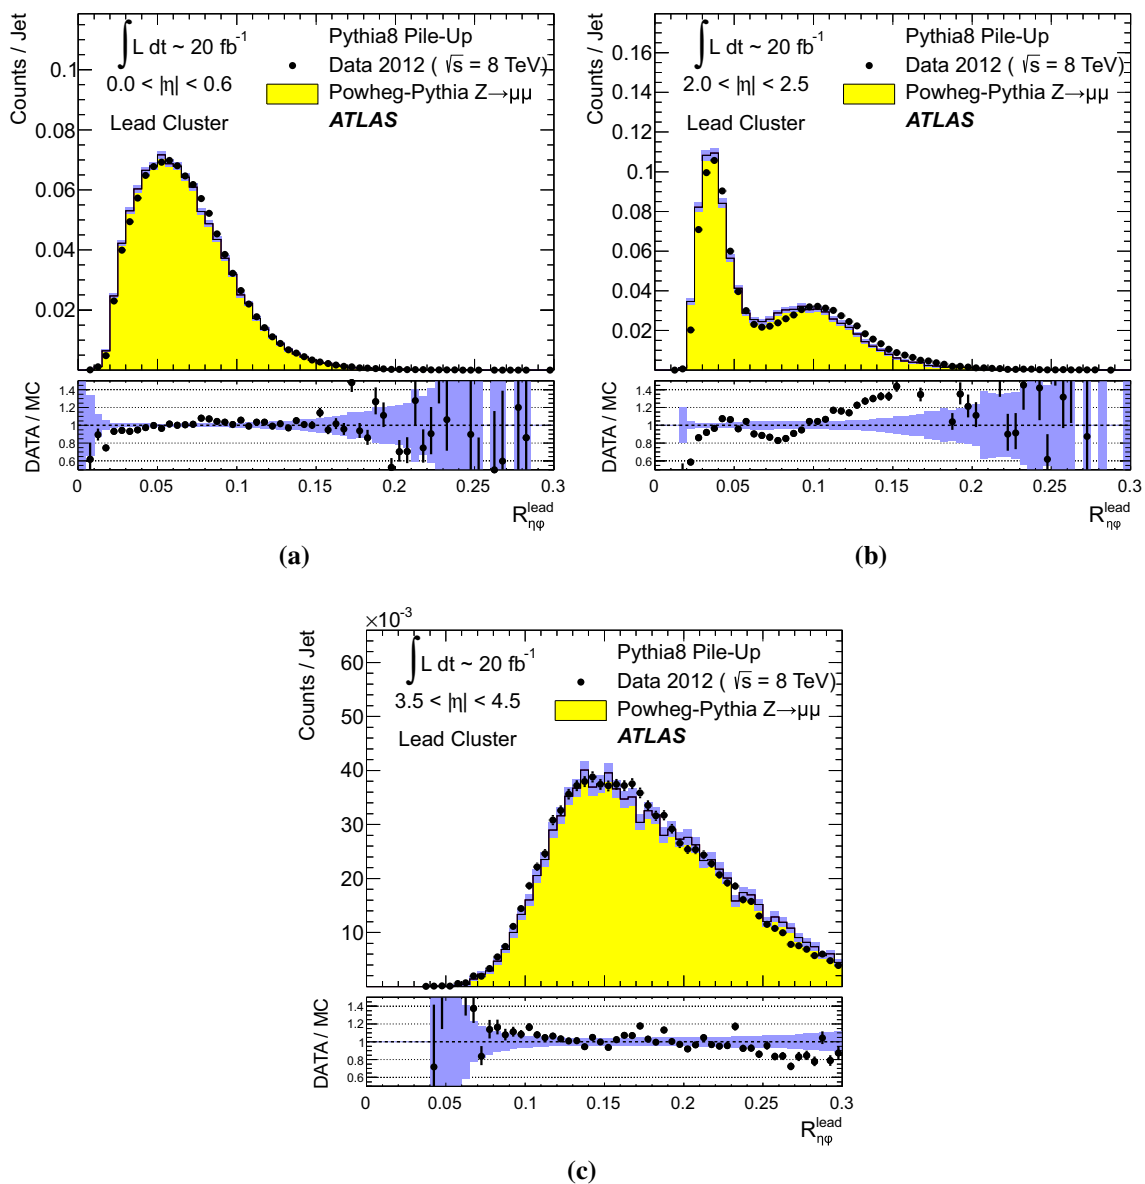 Counts / Jet
∫ L dt ~ 20 fb⁻¹
0.0 < |η| < 0.6
Lead Cluster
Pythia8 Pile-Up
Data 2012 ( √s = 8 TeV)
Powheg-Pythia Z→μμ
ATLAS
0.1
0.08
0.06
0.04
0.02
DATA / MC
1.4
1.2
1
0.8
0.6
0 0.05 0.1 0.15 0.2 0.25 0.3
R_ηφ^lead
(a)
Counts / Jet
∫ L dt ~ 20 fb⁻¹
2.0 < |η| < 2.5
Lead Cluster
Pythia8 Pile-Up
Data 2012 ( √s = 8 TeV)
Powheg-Pythia Z→μμ
ATLAS
0.16
0.14
0.12
0.1
0.08
0.06
0.04
0.02
DATA / MC
1.4
1.2
1
0.8
0.6
0 0.05 0.1 0.15 0.2 0.25 0.3
R_ηφ^lead
(b)
×10⁻³
Counts / Jet
∫ L dt ~ 20 fb⁻¹
3.5 < |η| < 4.5
Lead Cluster
Pythia8 Pile-Up
Data 2012 ( √s = 8 TeV)
Powheg-Pythia Z→μμ
ATLAS
60
50
40
30
20
10
DATA / MC
1.4
1.2
1
0.8
0.6
0 0.05 0.1 0.15 0.2 0.25 0.3
R_ηφ^lead
(c)